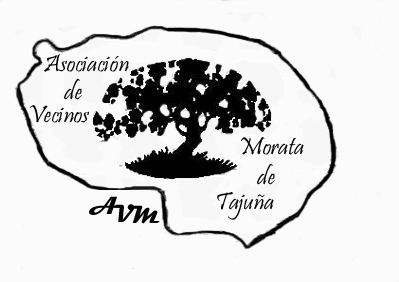 Asociación
de
Vecinos
Morata
de
Tajuña
AVM